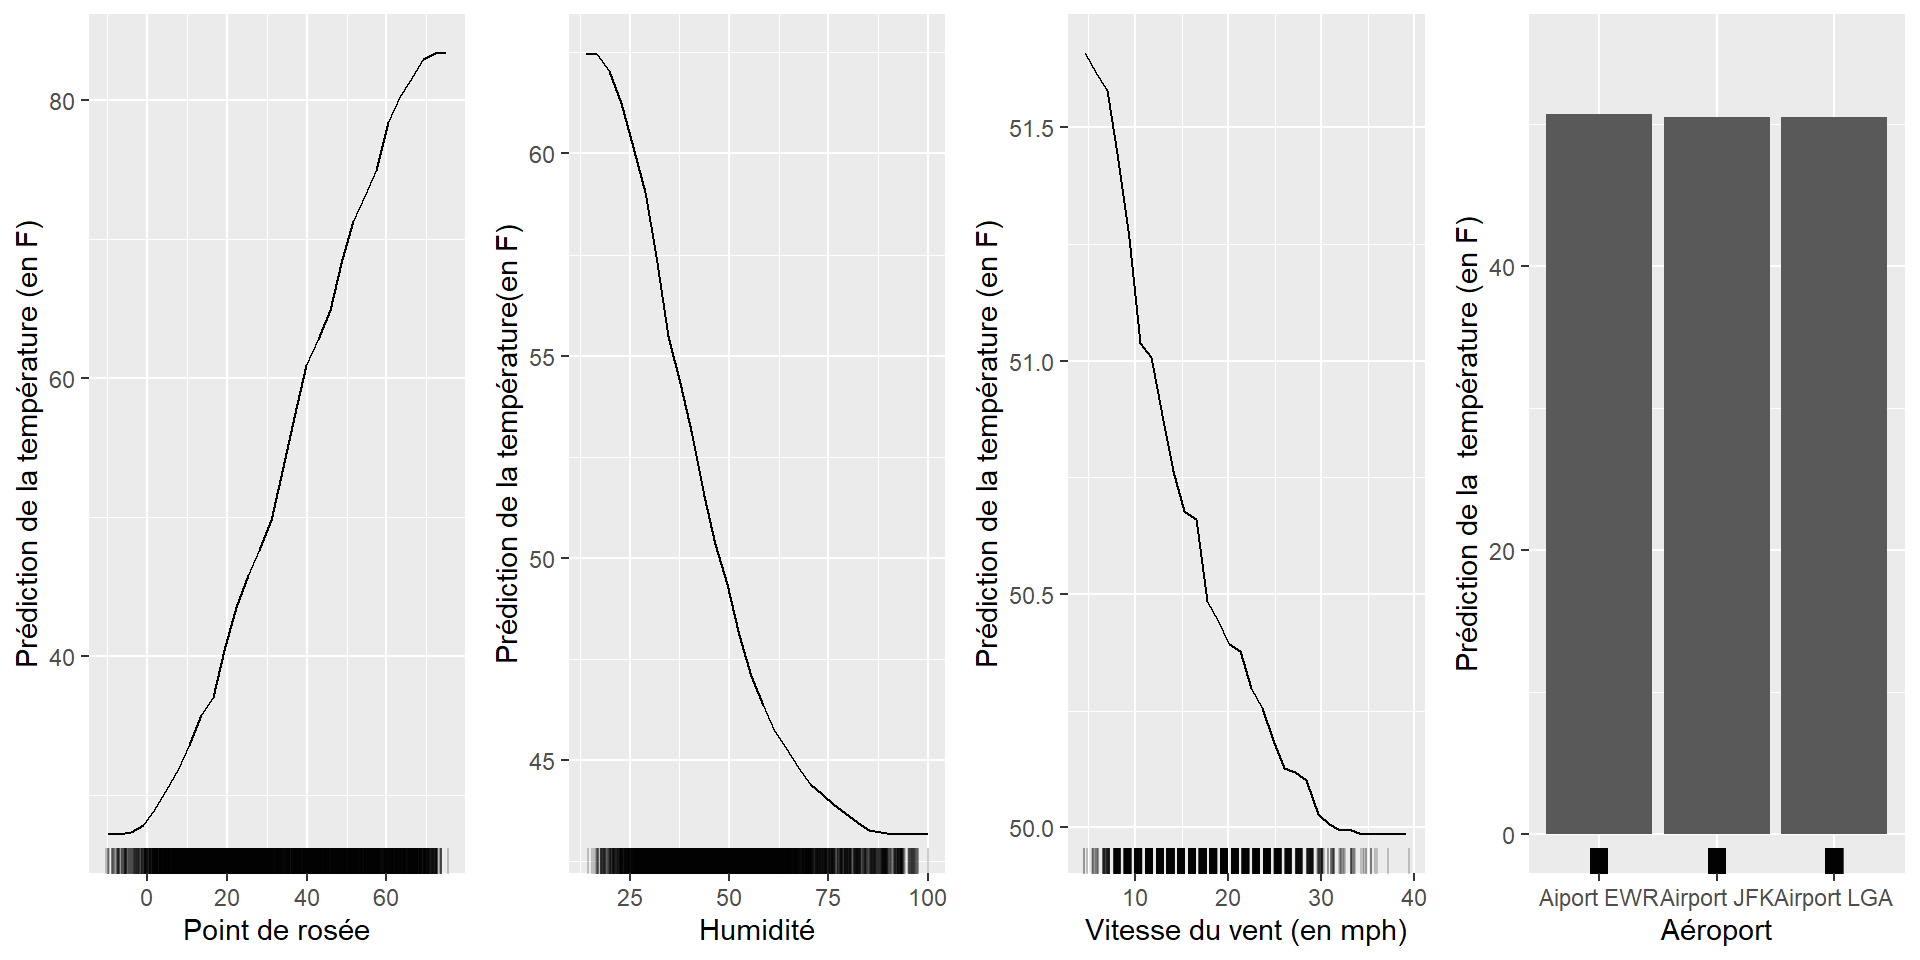 Prédiction de la température (en F)
80
60
40
0
20
40
60
Point de rosée
Prédiction de la température(en F)
60
55
50
45
25
50
75
100
Humidité
Prédiction de la température (en F)
51.5
51.0
50.5
50.0
10
20
30
40
Vitesse du vent (en mph)
Prédiction de la  température (en F)
40
20
0
Aiport EWR
Airport JFK
Airport LGA
Aéroport